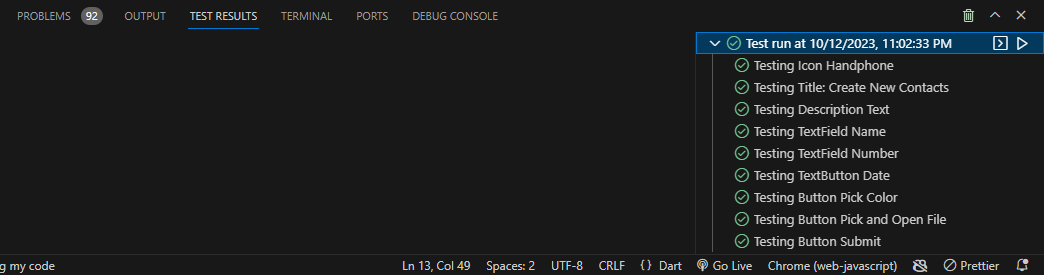 PROBLEMS 92 OUTPUT TEST RESULTS TERMINAL PORTS DEBUG CONSOLE
Test run at 10/12/2023, 11:02:33 PM
Testing Icon Handphone
Testing Title: Create New Contacts
Testing Description Text
Testing TextField Name
Testing TextField Number
Testing TextButton Date
Testing Button Pick Color
Testing Button Pick and Open File
Testing Button Submit
g my code Ln 13, Col 49 Spaces: 2 UTF-8 CRLF { } Dart Go Live Chrome (web-javascript) Prettier